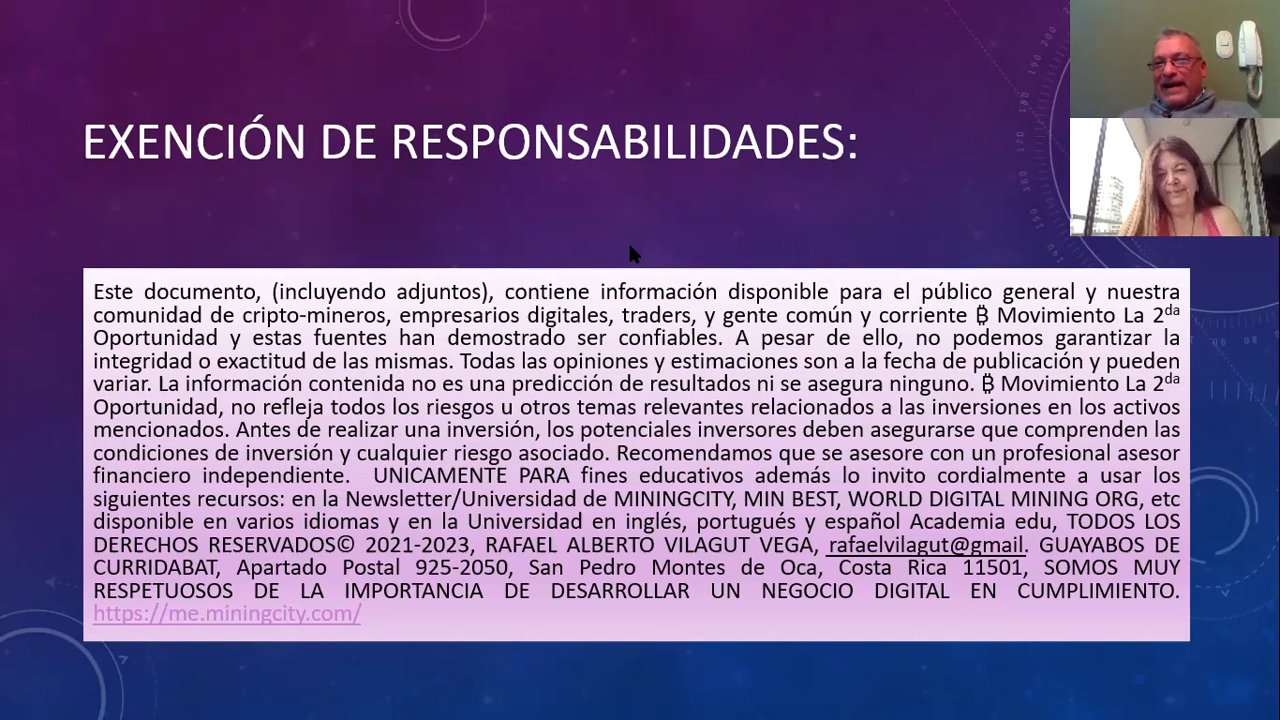 EXENCIÓN DE RESPONSABILIDADES:
Este documento, (incluyendo adjuntos), contiene información disponible para el público general y nuestra
comunidad de cripto-mineros, empresarios digitales, traders, y gente común y corriente ₿ Movimiento La 2da
Oportunidad y estas fuentes han demostrado ser confiables. A pesar de ello, no podemos garantizar la
integridad o exactitud de las mismas. Todas las opiniones y estimaciones son a la fecha de publicación y pueden
variar. La información contenida no es una predicción de resultados ni se asegura ninguno. ₿ Movimiento La 2da
Oportunidad, no refleja todos los riesgos u otros temas relevantes relacionados a las inversiones en los activos
mencionados. Antes de realizar una inversión, los potenciales inversores deben asegurarse que comprenden las
condiciones de inversión y cualquier riesgo asociado. Recomendamos que se asesore con un profesional asesor
financiero independiente. UNICAMENTE PARA fines educativos además lo invito cordialmente a usar los
siguientes recursos: en la Newsletter/Universidad de MININGCITY, MIN BEST, WORLD DIGITAL MINING ORG, etc
disponible en varios idiomas y en la Universidad en inglés, portugués y español Academia edu, TODOS LOS
DERECHOS RESERVADOS© 2021-2023, RAFAEL ALBERTO VILAGUT VEGA, rafaelvilagut@gmail. GUAYABOS DE
CURRIDABAT, Apartado Postal 925-2050, San Pedro Montes de Oca, Costa Rica 11501, SOMOS MUY
RESPETUOSOS DE LA IMPORTANCIA DE DESARROLLAR UN NEGOCIO DIGITAL EN CUMPLIMIENTO.
https://me.miningcity.com/